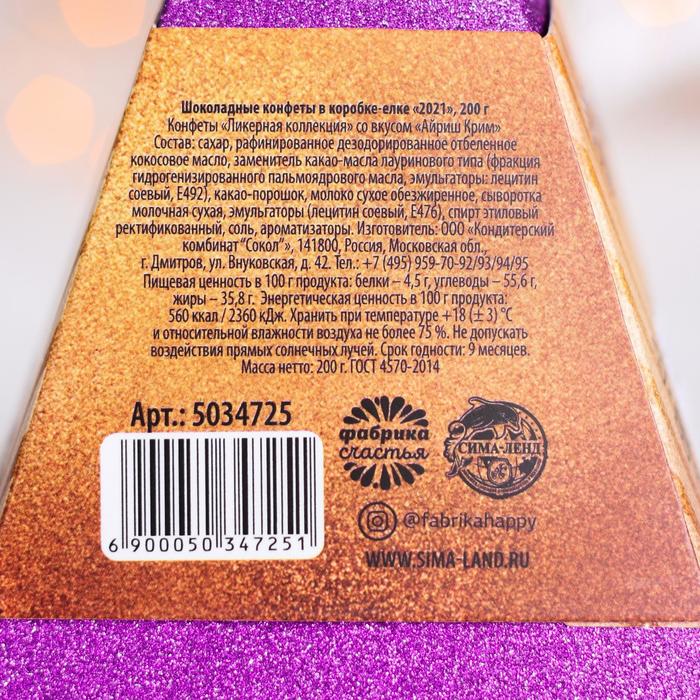 Шоколадные конфеты в коробке-елке «2021», 200 г
Конфеты «Ликерная коллекция» со вкусом «Айриш Крим»
Состав: сахар, рафинированное дезодорированное отбеленное
кокосовое масло, заменитель какао-масла лауринового типа (фракция
гидрогенизированного пальмоядрового масла, эмульгаторы: лецитин
соевый, Е492), какао-порошок, молоко сухое обезжиренное, сыворотка
молочная сухая, эмульгаторы (лецитин соевый, Е476), спирт этиловый
ректификованный, соль, ароматизаторы. Изготовитель: ООО «Кондитерский
комбинат "Сокол"», 141800, Россия, Московская обл.,
г. Дмитров, ул. Внуковская, д. 42. Тел.: +7 (495) 959-70-92/93/94/95
Пищевая ценность в 100 г продукта: белки – 4,5 г, углеводы – 55,6 г,
жиры – 35,8 г. Энергетическая ценность в 100 г продукта:
560 ккал / 2360 кДж. Хранить при температуре +18 (± 3) °С
и относительной влажности воздуха не более 75 %. Не допускать
воздействия прямых солнечных лучей. Срок годности: 9 месяцев.
Масса нетто: 200 г. ГОСТ 4570-2014
Арт.: 5034725
фабрика
счастья
СИМА-ЛЕНД
6 900050 347251
@fabrikahappy
WWW.SIMA-LAND.RU